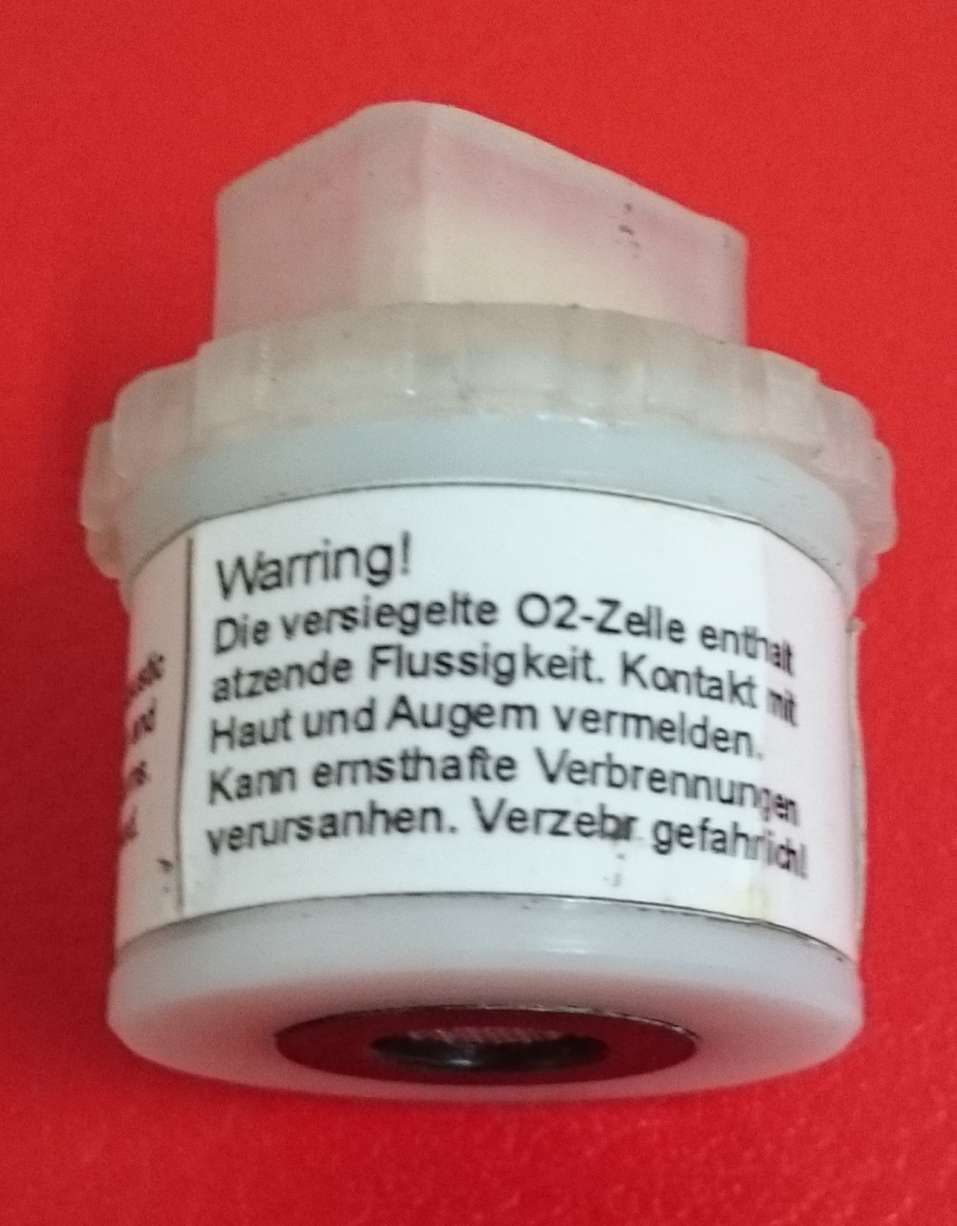 Warring!
Die versiegelte O2-Zelle enthalt
atzende Flussigkeit. Kontakt mit
Haut und Augem vermelden.
Kann ernsthafte Verbrennungen
verursanhen. Verzebr gefahrlich!
and